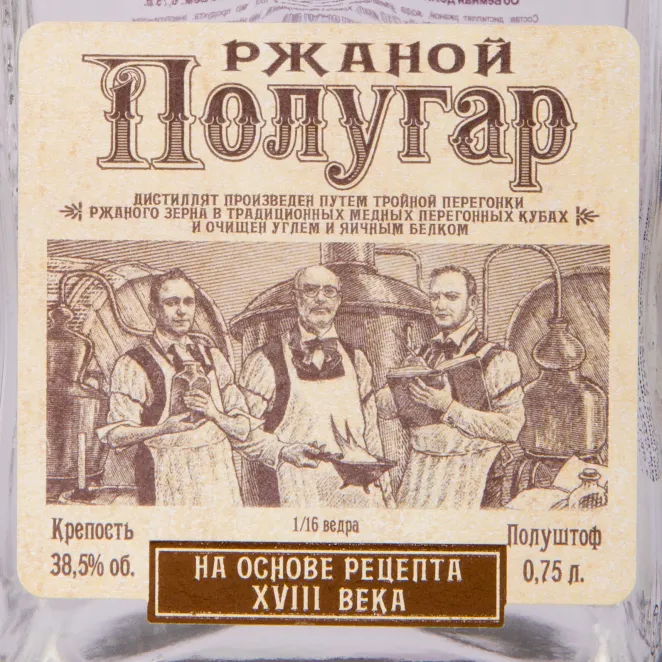 РЖАНОЙ
Полугар
ДИСТИЛЛЯТ ПРОИЗВЕДЕН ПУТЕМ ТРОЙНОЙ ПЕРЕГОНКИ
РЖАНОГО ЗЕРНА В ТРАДИЦИОННЫХ МЕДНЫХ ПЕРЕГОННЫХ КУБАХ
И ОЧИЩЕН УГЛЕМ И ЯИЧНЫМ БЕЛКОМ
Крепость
38,5% об.
1/16 ведра
Полуштоф
0,75 л.
НА ОСНОВЕ РЕЦЕПТА
XVIII ВЕКА